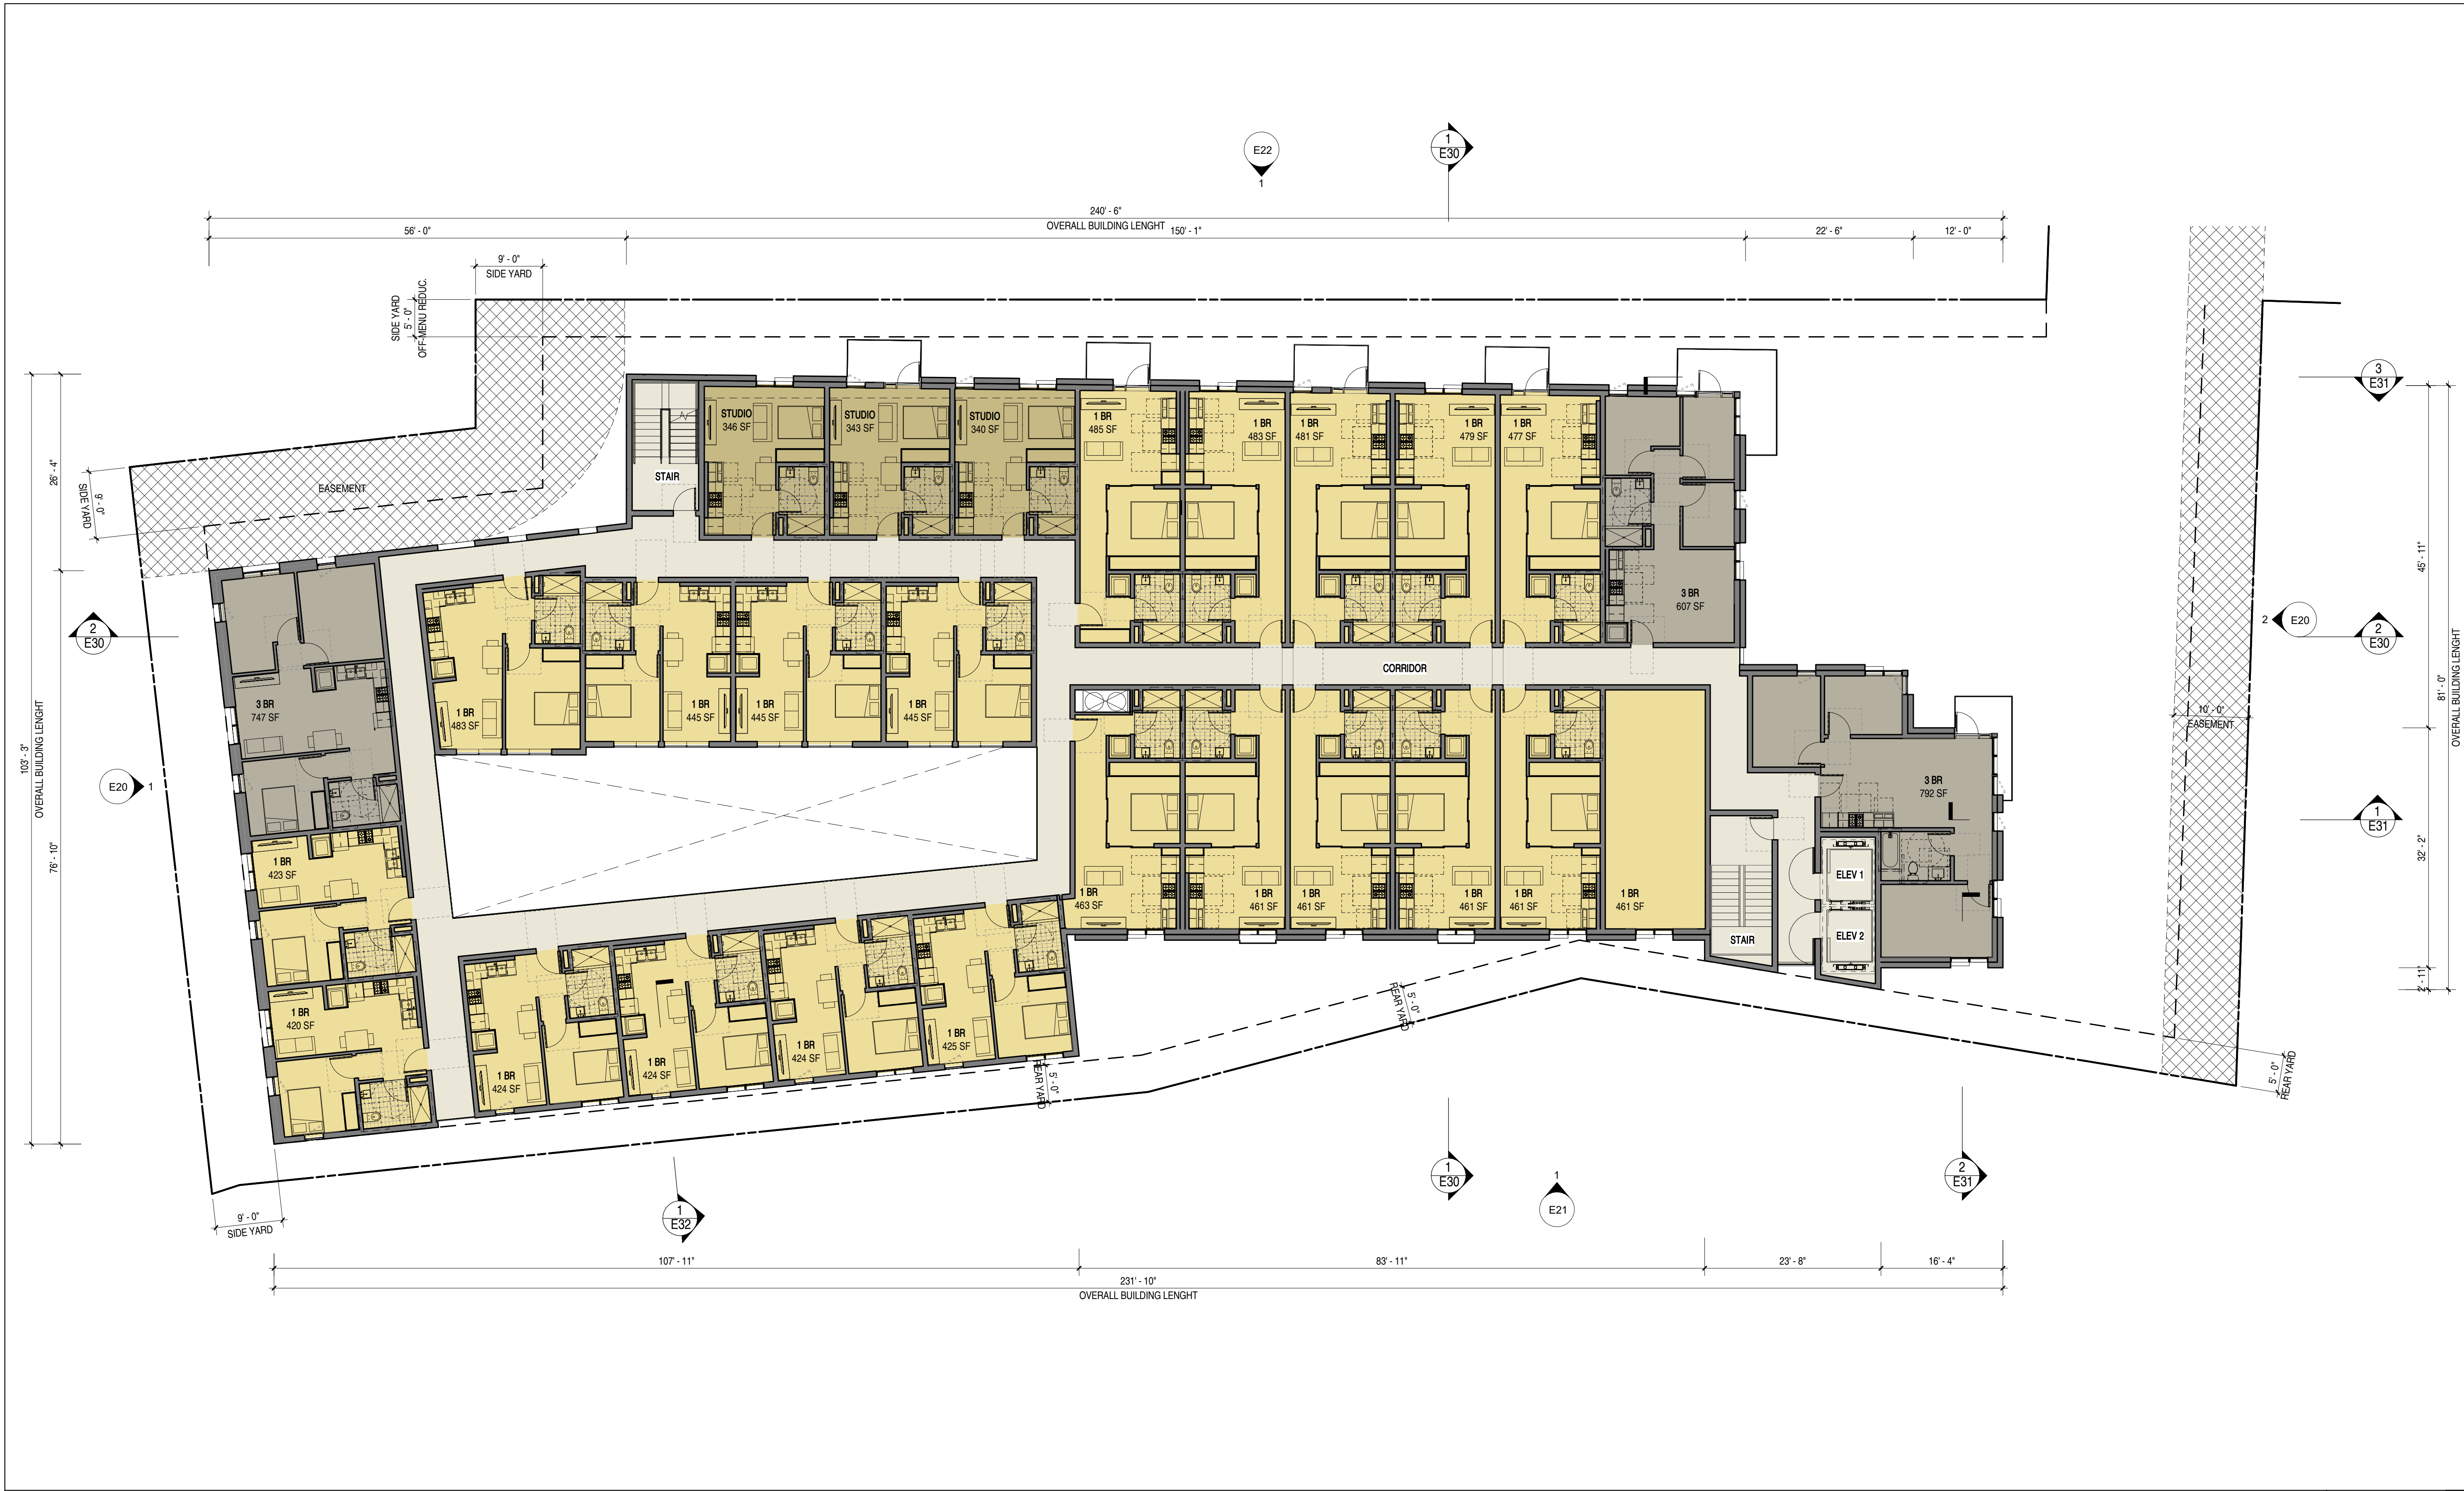 E22
1
1
E30
240' - 6"
OVERALL BUILDING LENGHT
56' - 0"
150' - 1"
22' - 6"
12' - 0"
9' - 0"
SIDE YARD
SIDE YARD
5' - 0"
OFF-MENU REDUC.
3
E31
STUDIO
346 SF
STUDIO
343 SF
STUDIO
340 SF
1 BR
485 SF
1 BR
483 SF
1 BR
481 SF
1 BR
479 SF
1 BR
477 SF
STAIR
EASEMENT
26' - 4"
9' - 0"
SIDE YARD
45' - 11"
3 BR
607 SF
2
E30
2
E20
2
E30
CORRIDOR
3 BR
747 SF
1 BR
483 SF
1 BR
445 SF
1 BR
445 SF
1 BR
445 SF
10' - 0"
EASEMENT
81' - 0"
OVERALL BUILDING LENGHT
103' - 3"
OVERALL BUILDING LENGHT
E20
1
3 BR
792 SF
1
E31
76' - 10"
32' - 2"
1 BR
423 SF
1 BR
463 SF
1 BR
461 SF
1 BR
461 SF
1 BR
461 SF
1 BR
461 SF
1 BR
461 SF
ELEV 1
ELEV 2
STAIR
2' - 11"
1 BR
420 SF
1 BR
424 SF
1 BR
424 SF
1 BR
424 SF
1 BR
425 SF
5' - 0"
REAR YARD
5' - 0"
REAR YARD
5' - 0"
REAR YARD
9' - 0"
SIDE YARD
1
E32
1
E30
1
E21
2
E31
107' - 11"
83' - 11"
23' - 8"
16' - 4"
231' - 10"
OVERALL BUILDING LENGHT